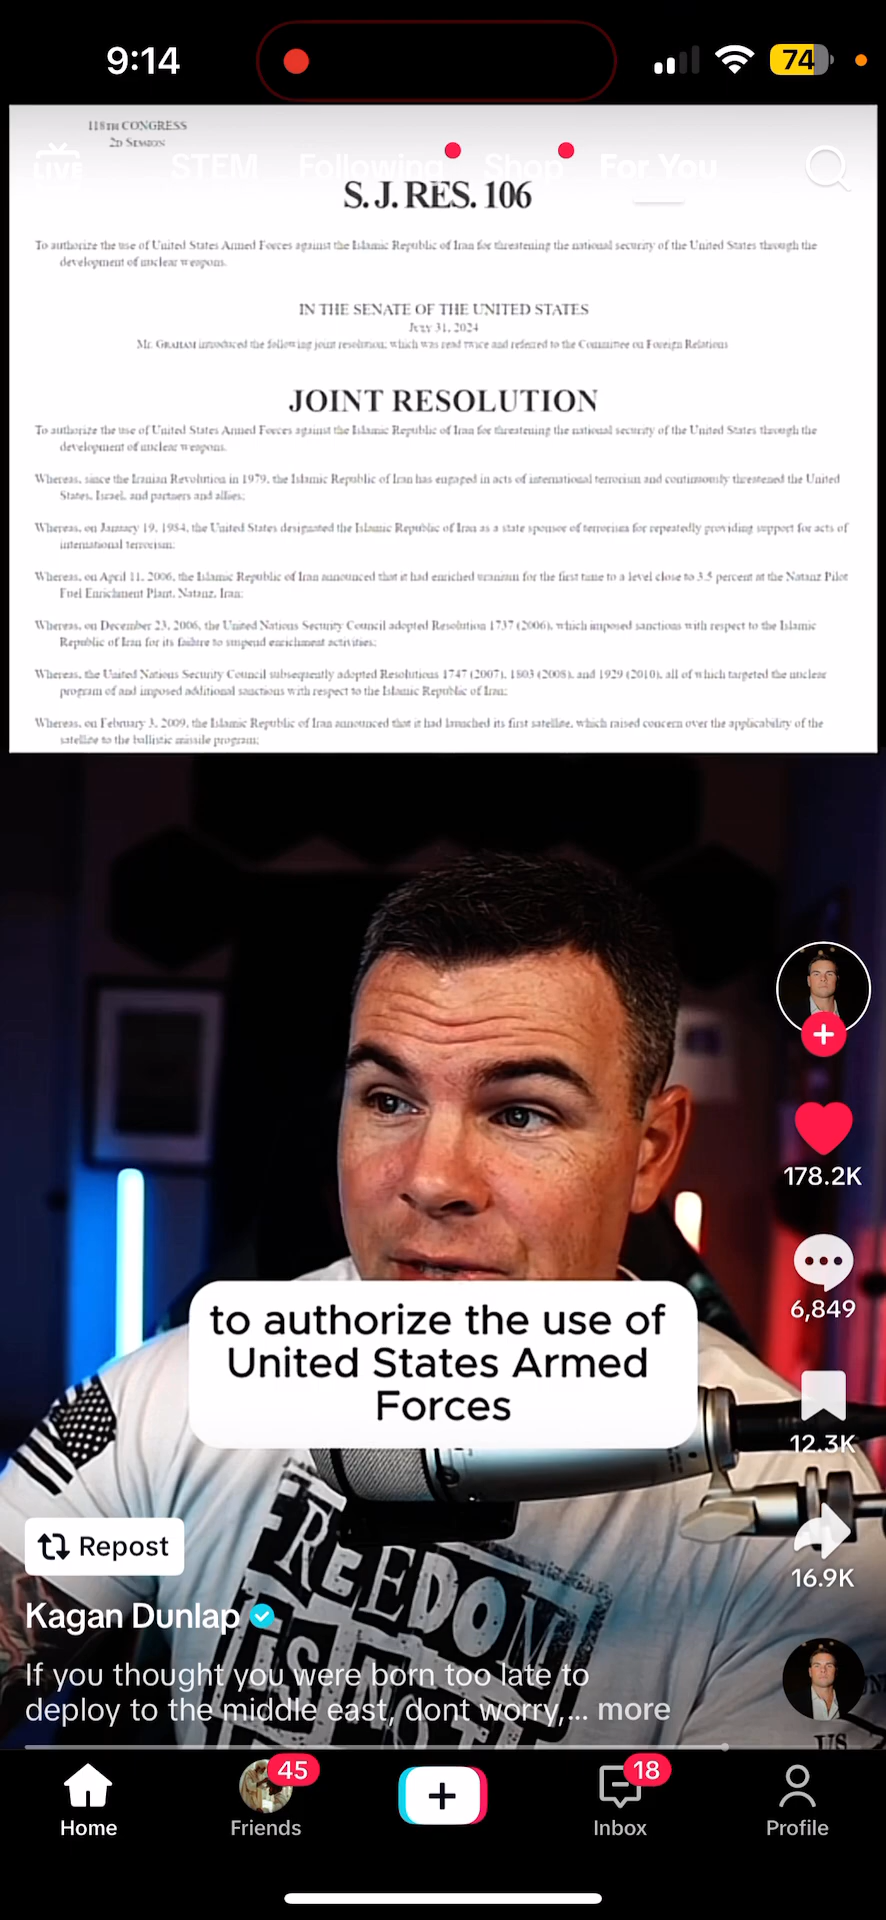 9:14
74
118TH CONGRESS
2D SESSION
LIVE
STEM
Following
Shop
For You
S. J. RES. 106
To authorize the use of United States Armed Forces against the Islamic Republic of Iran for threatening the national security of the United States through the
development of nuclear weapons.
IN THE SENATE OF THE UNITED STATES
JULY 31, 2024
Mr. GRAHAM introduced the following joint resolution; which was read twice and referred to the Committee on Foreign Relations
JOINT RESOLUTION
To authorize the use of United States Armed Forces against the Islamic Republic of Iran for threatening the national security of the United States through the
development of nuclear weapons.
Whereas, since the Iranian Revolution in 1979, the Islamic Republic of Iran has engaged in acts of international terrorism and continuously threatened the United
States, Israel, and partners and allies;
Whereas, on January 19, 1984, the United States designated the Islamic Republic of Iran as a state sponsor of terrorism for repeatedly providing support for acts of
international terrorism;
Whereas, on April 11, 2006, the Islamic Republic of Iran announced that it had enriched uranium for the first time to a level close to 3.5 percent at the Natanz Pilot
Fuel Enrichment Plant, Natanz, Iran;
Whereas, on December 23, 2006, the United Nations Security Council adopted Resolution 1737 (2006), which imposed sanctions with respect to the Islamic
Republic of Iran for its failure to suspend enrichment activities;
Whereas, the United Nations Security Council subsequently adopted Resolutions 1747 (2007), 1803 (2008), and 1929 (2010), all of which targeted the nuclear
program of and imposed additional sanctions with respect to the Islamic Republic of Iran;
Whereas, on February 3, 2009, the Islamic Republic of Iran announced that it had launched its first satellite, which raised concern over the applicability of the
satellite to the ballistic missile program;
178.2K
to authorize the use of
United States Armed
Forces
6,849
12.3K
16.9K
FREEDOM
IS
Repost
Kagan Dunlap
If you thought you were born too late to
deploy to the middle east, dont worry,... more
US
45
18
Home
Friends
Inbox
Profile